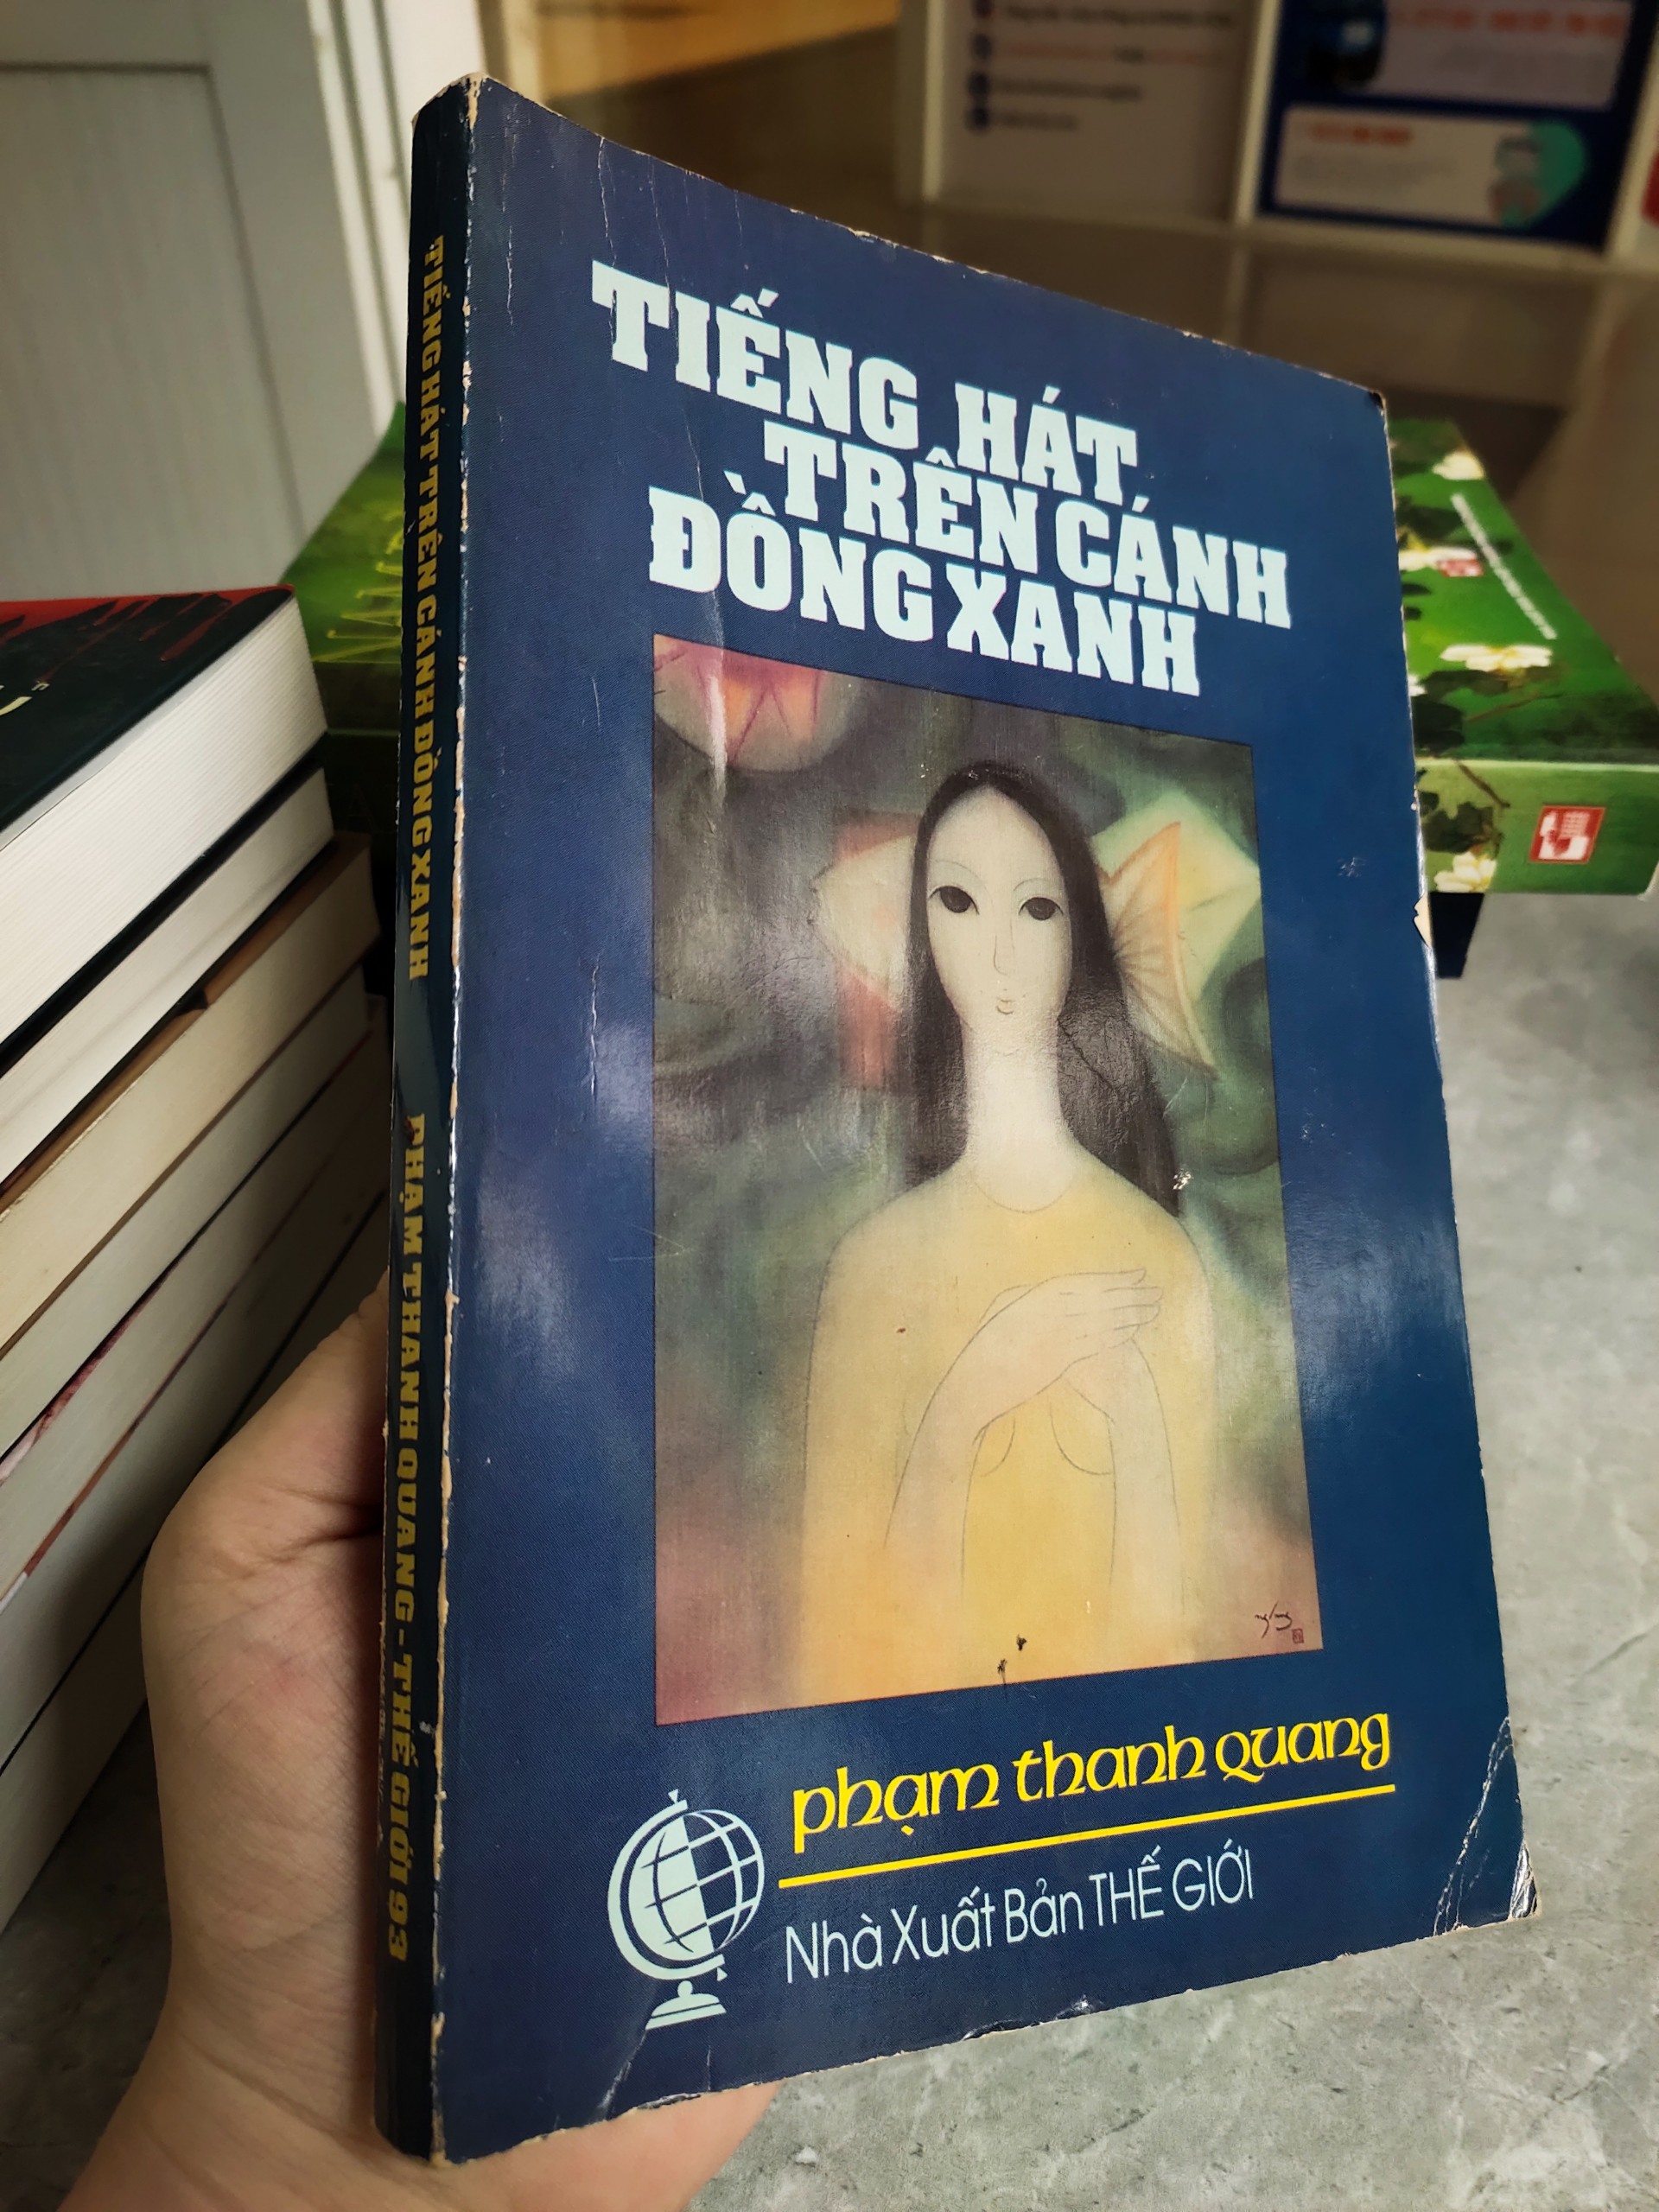 TIẾNG HÁT
TRÊN CÁNH
ĐỒNG XANH
phạm thanh quang
Nhà Xuất Bản THẾ GIỚI
TIẾNG HÁT TRÊN CÁNH ĐỒNG XANH PHẠM THANH QUANG - THẾ GIỚI 93